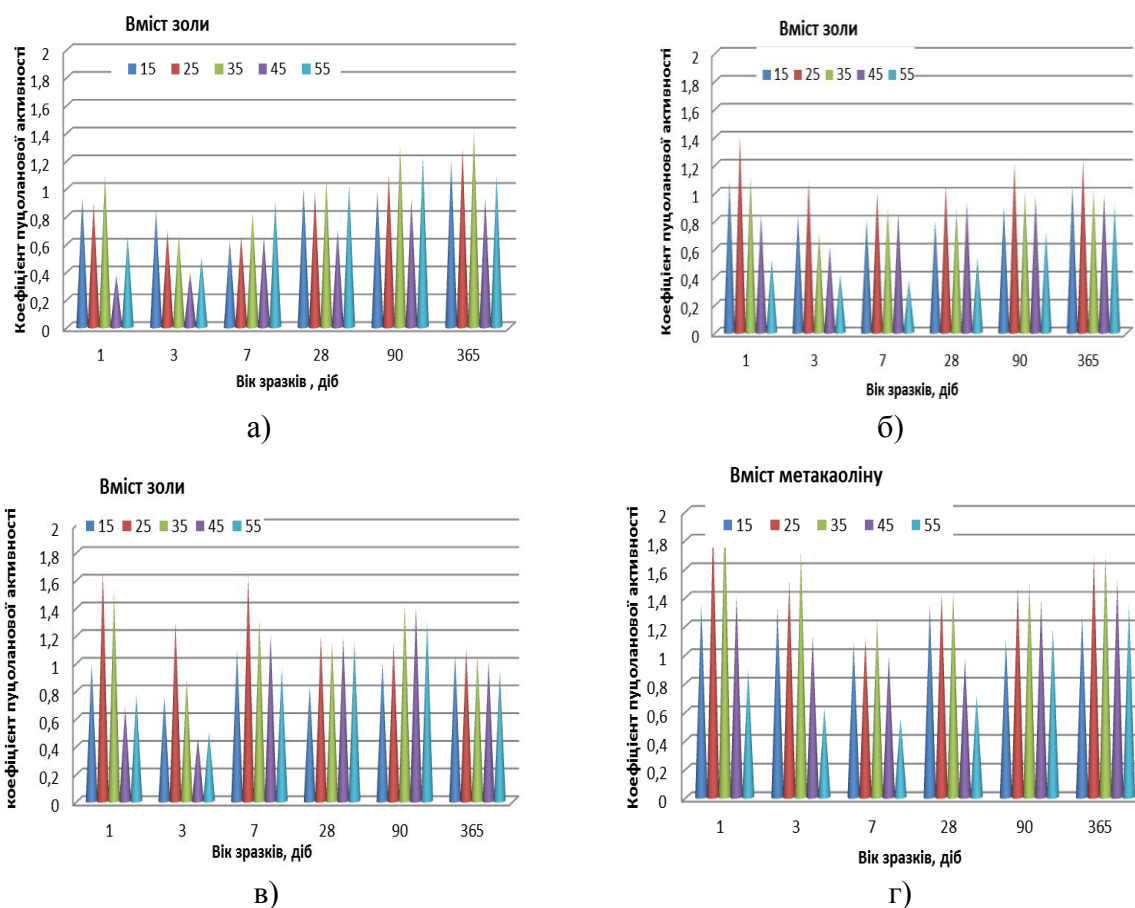 Вміст золи
15 25 35 45 55
Коефіцієнт пуцоланової активності
2
1,8
1,6
1,4
1,2
1
0,8
0,6
0,4
0,2
0
1 3 7 28 90 365
Вік зразків , діб
а)
Вміст золи
15 25 35 45 55
Коефіцієнт пуцоланової активності
2
1,8
1,6
1,4
1,2
1
0,8
0,6
0,4
0,2
0
1 3 7 28 90 365
Вік зразків, діб
б)
Вміст золи
15 25 35 45 55
коефіцієнт пуцоланової активності
2
1,8
1,6
1,4
1,2
1
0,8
0,6
0,4
0,2
0
1 3 7 28 90 365
Вік зразків, діб
в)
Вміст метакаоліну
15 25 35 45 55
Коефіцієнт пуцоланової активності
2
1,8
1,6
1,4
1,2
1
0,8
0,6
0,4
0,2
0
1 3 7 28 90 365
Вік зразків, діб
г)